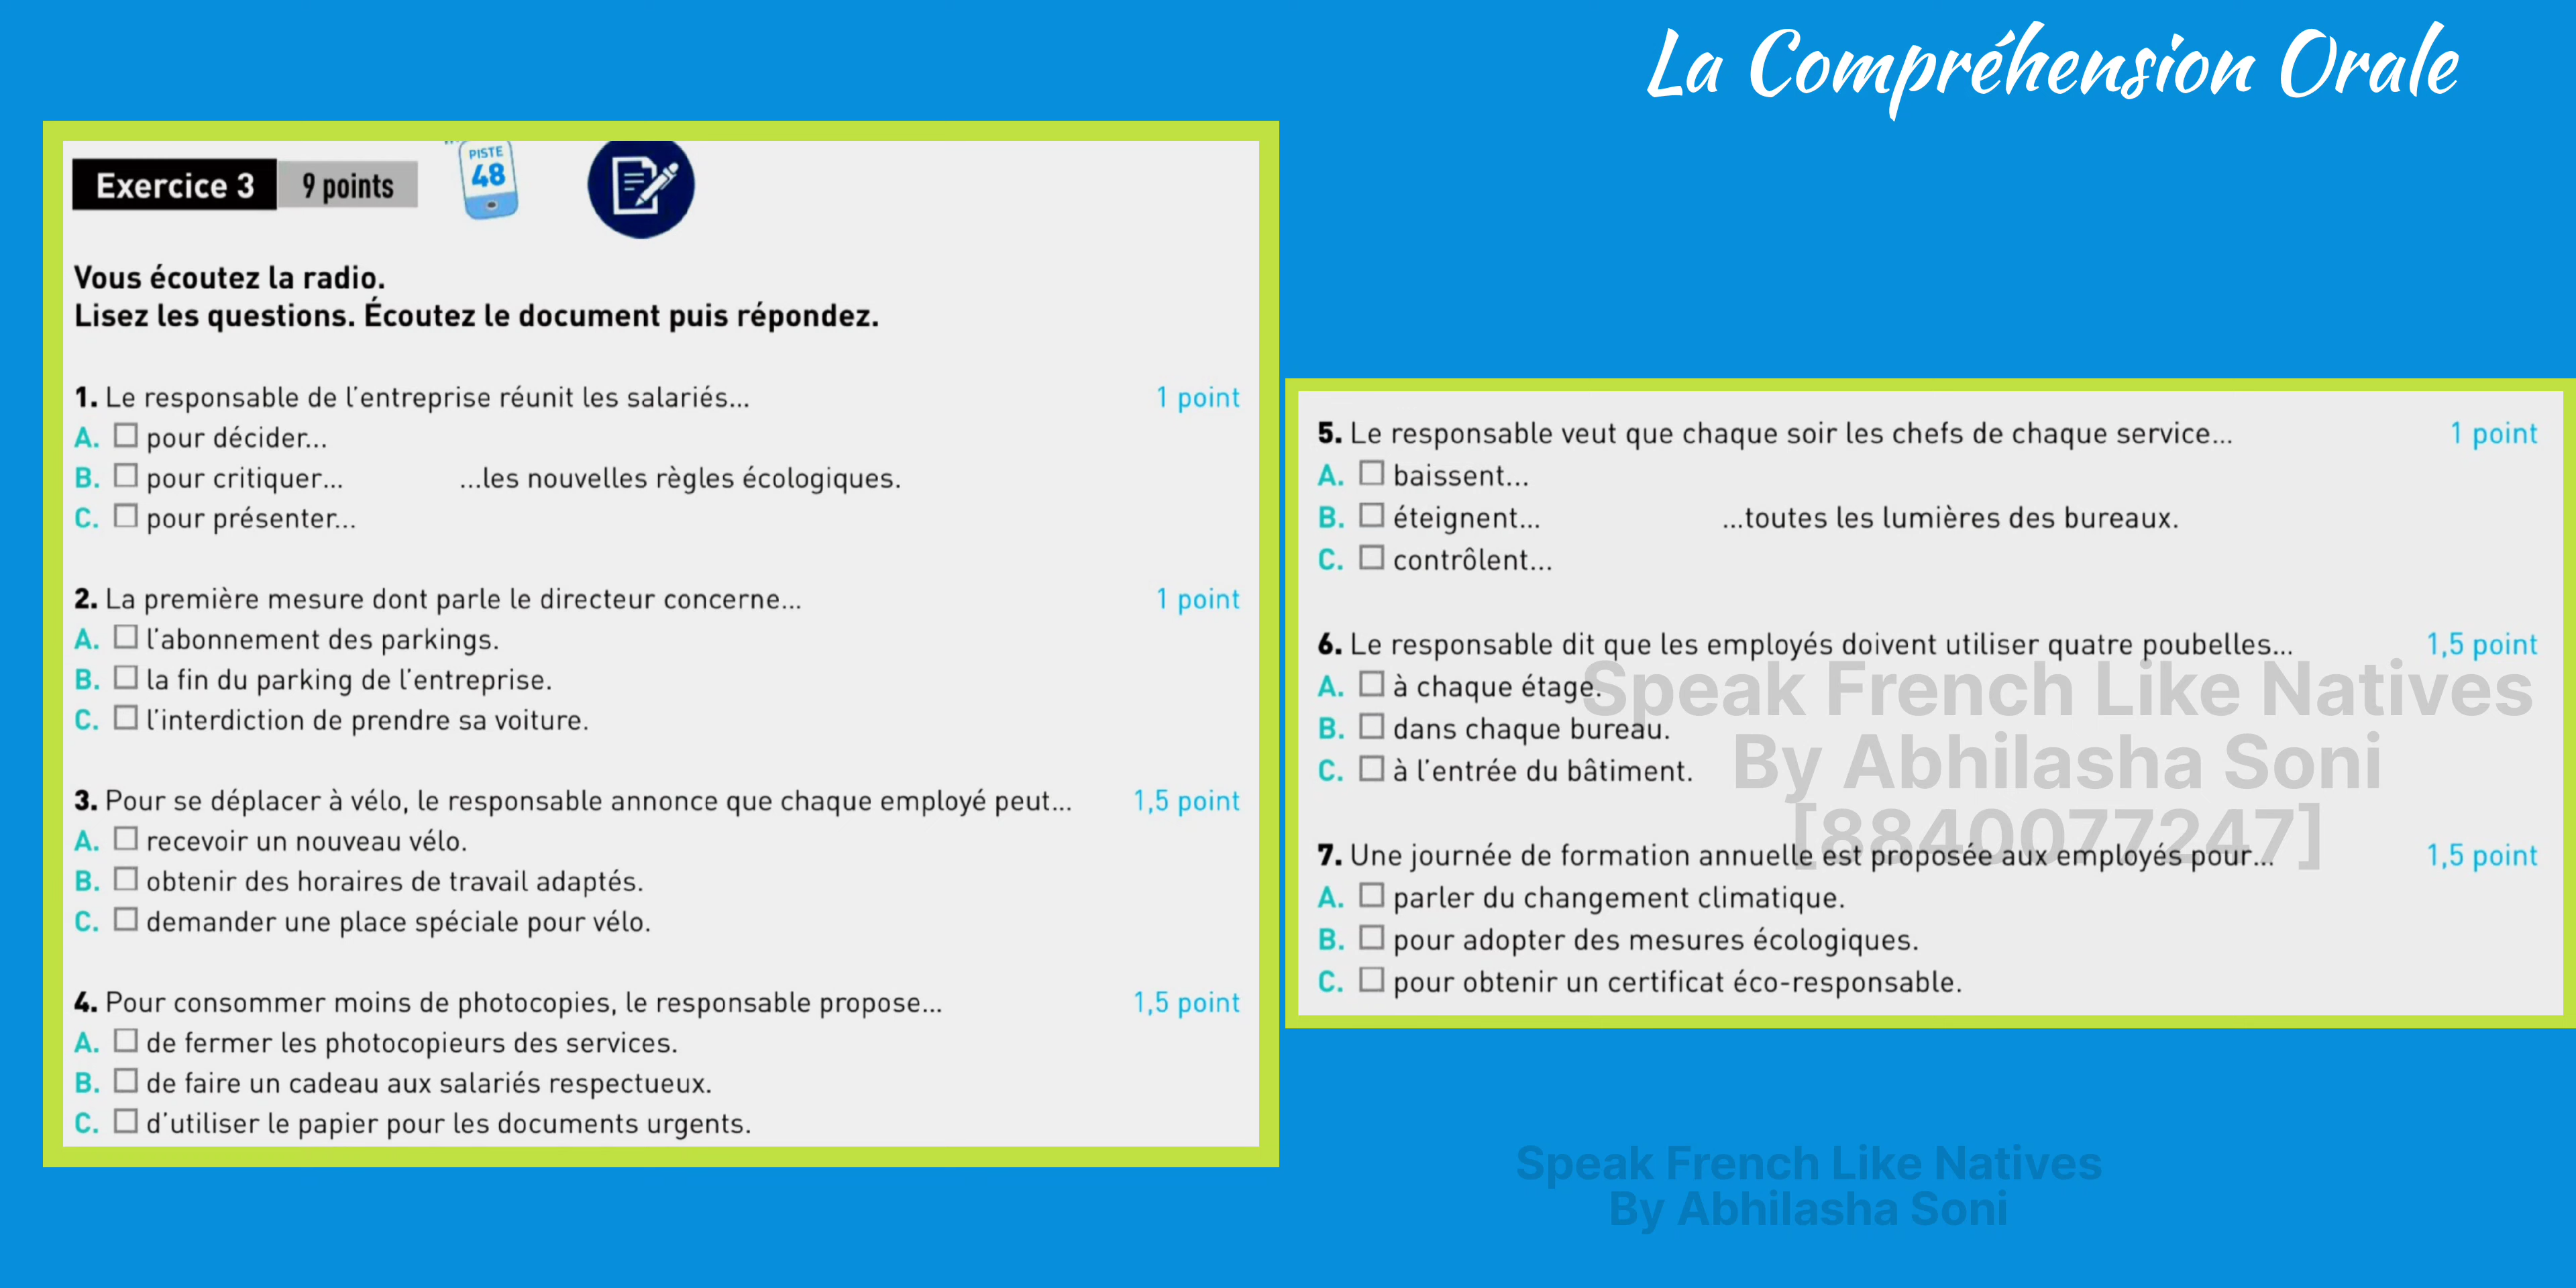 La Compréhension Orale
Exercice 3 9 points
PISTE
48
Vous écoutez la radio.
Lisez les questions. Écoutez le document puis répondez.
1. Le responsable de l'entreprise réunit les salariés... 1 point
A. pour décider...
B. pour critiquer... ...les nouvelles règles écologiques.
C. pour présenter...
2. La première mesure dont parle le directeur concerne... 1 point
A. l'abonnement des parkings.
B. la fin du parking de l'entreprise.
C. l'interdiction de prendre sa voiture.
3. Pour se déplacer à vélo, le responsable annonce que chaque employé peut... 1,5 point
A. recevoir un nouveau vélo.
B. obtenir des horaires de travail adaptés.
C. demander une place spéciale pour vélo.
4. Pour consommer moins de photocopies, le responsable propose... 1,5 point
A. de fermer les photocopieurs des services.
B. de faire un cadeau aux salariés respectueux.
C. d'utiliser le papier pour les documents urgents.
5. Le responsable veut que chaque soir les chefs de chaque service... 1 point
A. baissent...
B. éteignent... ...toutes les lumières des bureaux.
C. contrôlent...
6. Le responsable dit que les employés doivent utiliser quatre poubelles... 1,5 point
A. à chaque étage.
B. dans chaque bureau.
C. à l'entrée du bâtiment.
7. Une journée de formation annuelle est proposée aux employés pour... 1,5 point
A. parler du changement climatique.
B. pour adopter des mesures écologiques.
C. pour obtenir un certificat éco-responsable.
Speak French Like Natives
By Abhilasha Soni
[8840077247]
Speak French Like Natives
By Abhilasha Soni